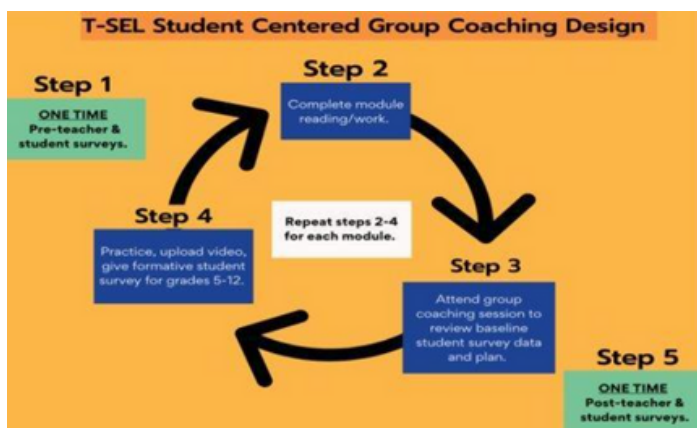 T-SEL Student Centered Group Coaching Design
Step 1
ONE TIME
Pre-teacher &
student surveys.
Step 2
Complete module
reading/work.
Step 3
Attend group
coaching session to
review baseline
student survey data
and plan.
Step 4
Practice, upload video,
give formative student
survey for grades 5-12.
Repeat steps 2-4
for each module.
Step 5
ONE TIME
Post-teacher &
student surveys.